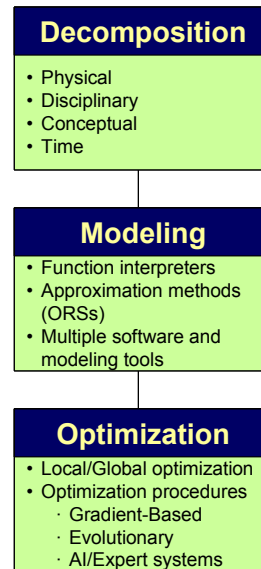 Decomposition
• Physical
• Disciplinary
• Conceptual
• Time
Modeling
• Function interpreters
• Approximation methods
(ORSs)
• Multiple software and
modeling tools
Optimization
• Local/Global optimization
• Optimization procedures
· Gradient-Based
· Evolutionary
· AI/Expert systems